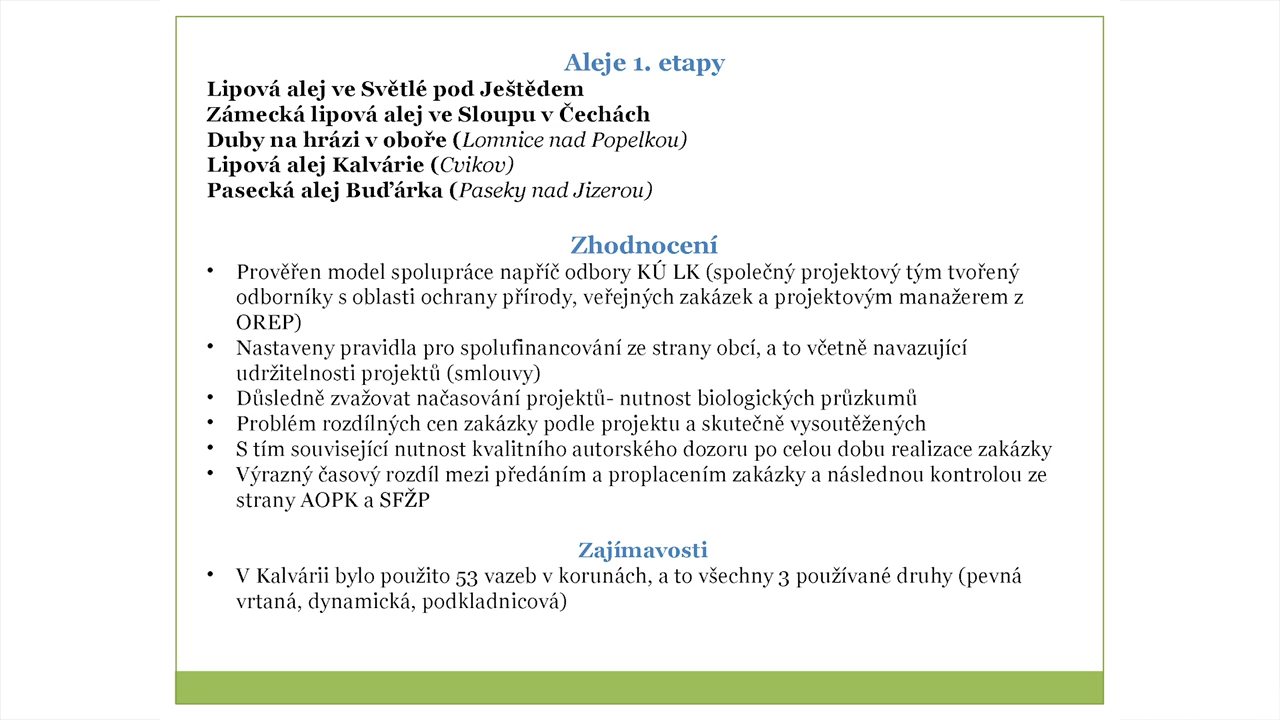 Aleje 1. etapy
Lipová alej ve Světlé pod Ještědem
Zámecká lipová alej ve Sloupu v Čechách
Duby na hrázi v oboře (Lomnice nad Popelkou)
Lipová alej Kalvárie (Cvikov)
Pasecká alej Buďárka (Paseky nad Jizerou)
Zhodnocení
• Prověřen model spolupráce napříč odbory KÚ LK (společný projektový tým tvořený
odborníky s oblasti ochrany přírody, veřejných zakázek a projektovým manažerem z
OREP)
• Nastaveny pravidla pro spolufinancování ze strany obcí, a to včetně navazující
udržitelnosti projektů (smlouvy)
• Důsledně zvažovat načasování projektů- nutnost biologických průzkumů
• Problém rozdílných cen zakázky podle projektu a skutečně vysoutěžených
• S tím související nutnost kvalitního autorského dozoru po celou dobu realizace zakázky
• Výrazný časový rozdíl mezi předáním a proplacením zakázky a následnou kontrolou ze
strany AOPK a SFŽP
Zajímavosti
• V Kalvárii bylo použito 53 vazeb v korunách, a to všechny 3 používané druhy (pevná
vrtaná, dynamická, podkladnicová)